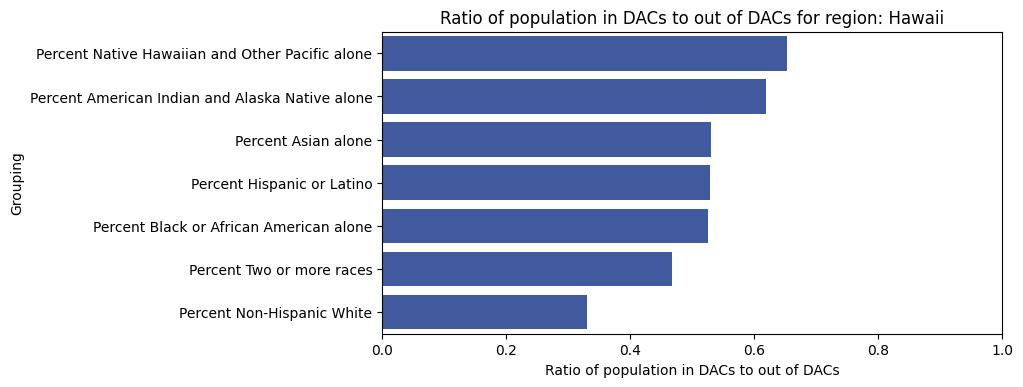 Ratio of population in DACs to out of DACs for region: Hawaii
Percent Native Hawaiian and Other Pacific alone
Percent American Indian and Alaska Native alone
Percent Asian alone
Percent Hispanic or Latino
Percent Black or African American alone
Percent Two or more races
Percent Non-Hispanic White
Grouping
0.0 0.2 0.4 0.6 0.8 1.0
Ratio of population in DACs to out of DACs